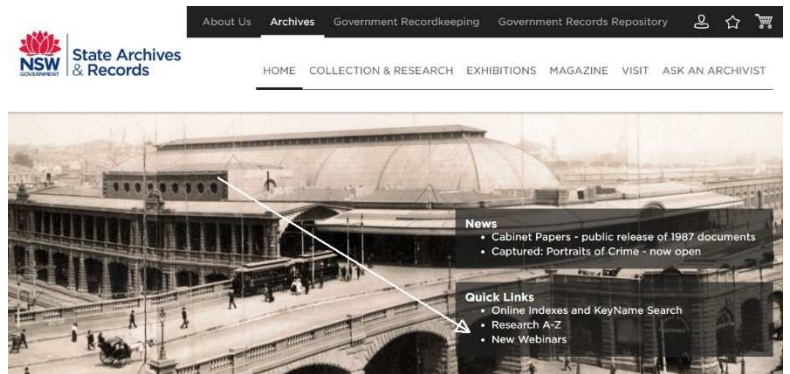 About Us Archives Government Recordkeeping Government Records Repository
NSW
GOVERNMENT
State Archives
& Records
HOME COLLECTION & RESEARCH EXHIBITIONS MAGAZINE VISIT ASK AN ARCHIVIST
News
• Cabinet Papers - public release of 1987 documents
• Captured: Portraits of Crime - now open
Quick Links
• Online Indexes and KeyName Search
• Research A-Z
• New Webinars